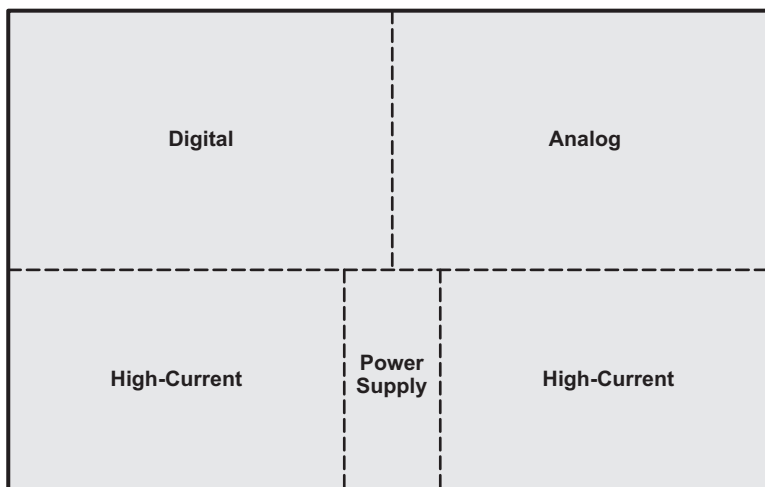 Digital
Analog
High-Current
Power
Supply
High-Current